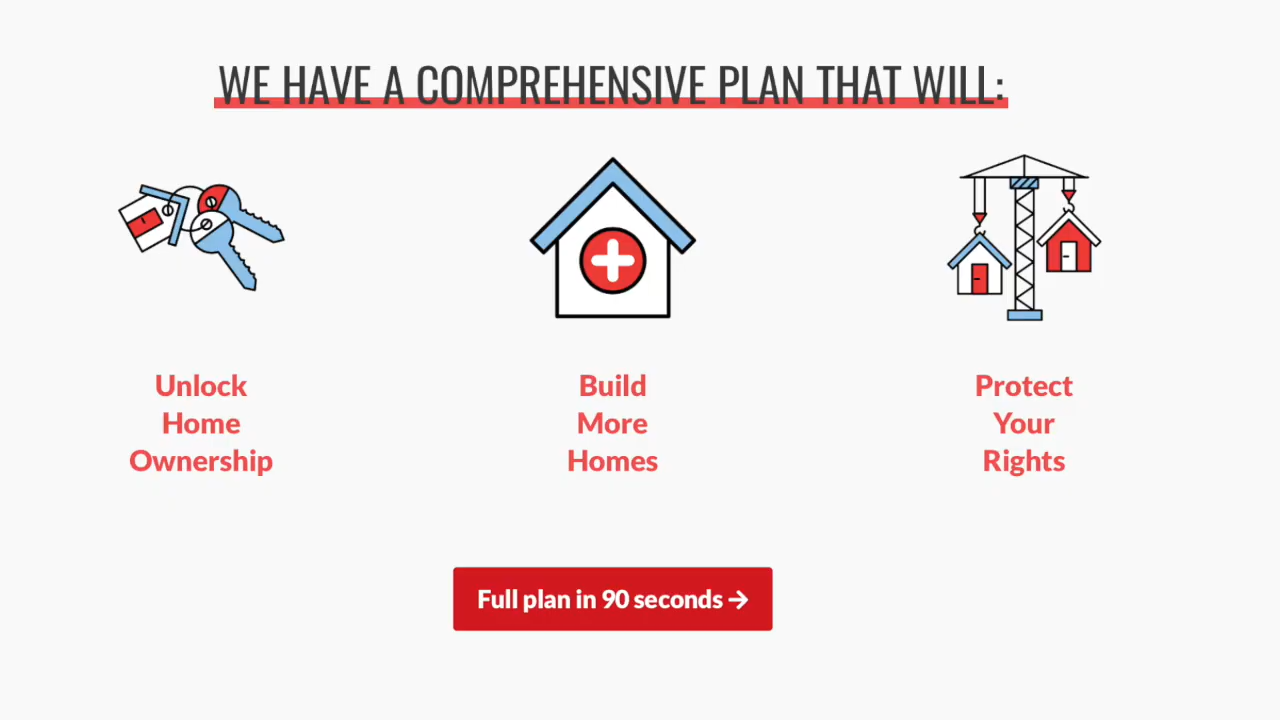 WE HAVE A COMPREHENSIVE PLAN THAT WILL:
Unlock
Home
Ownership
Build
More
Homes
Protect
Your
Rights
Full plan in 90 seconds →